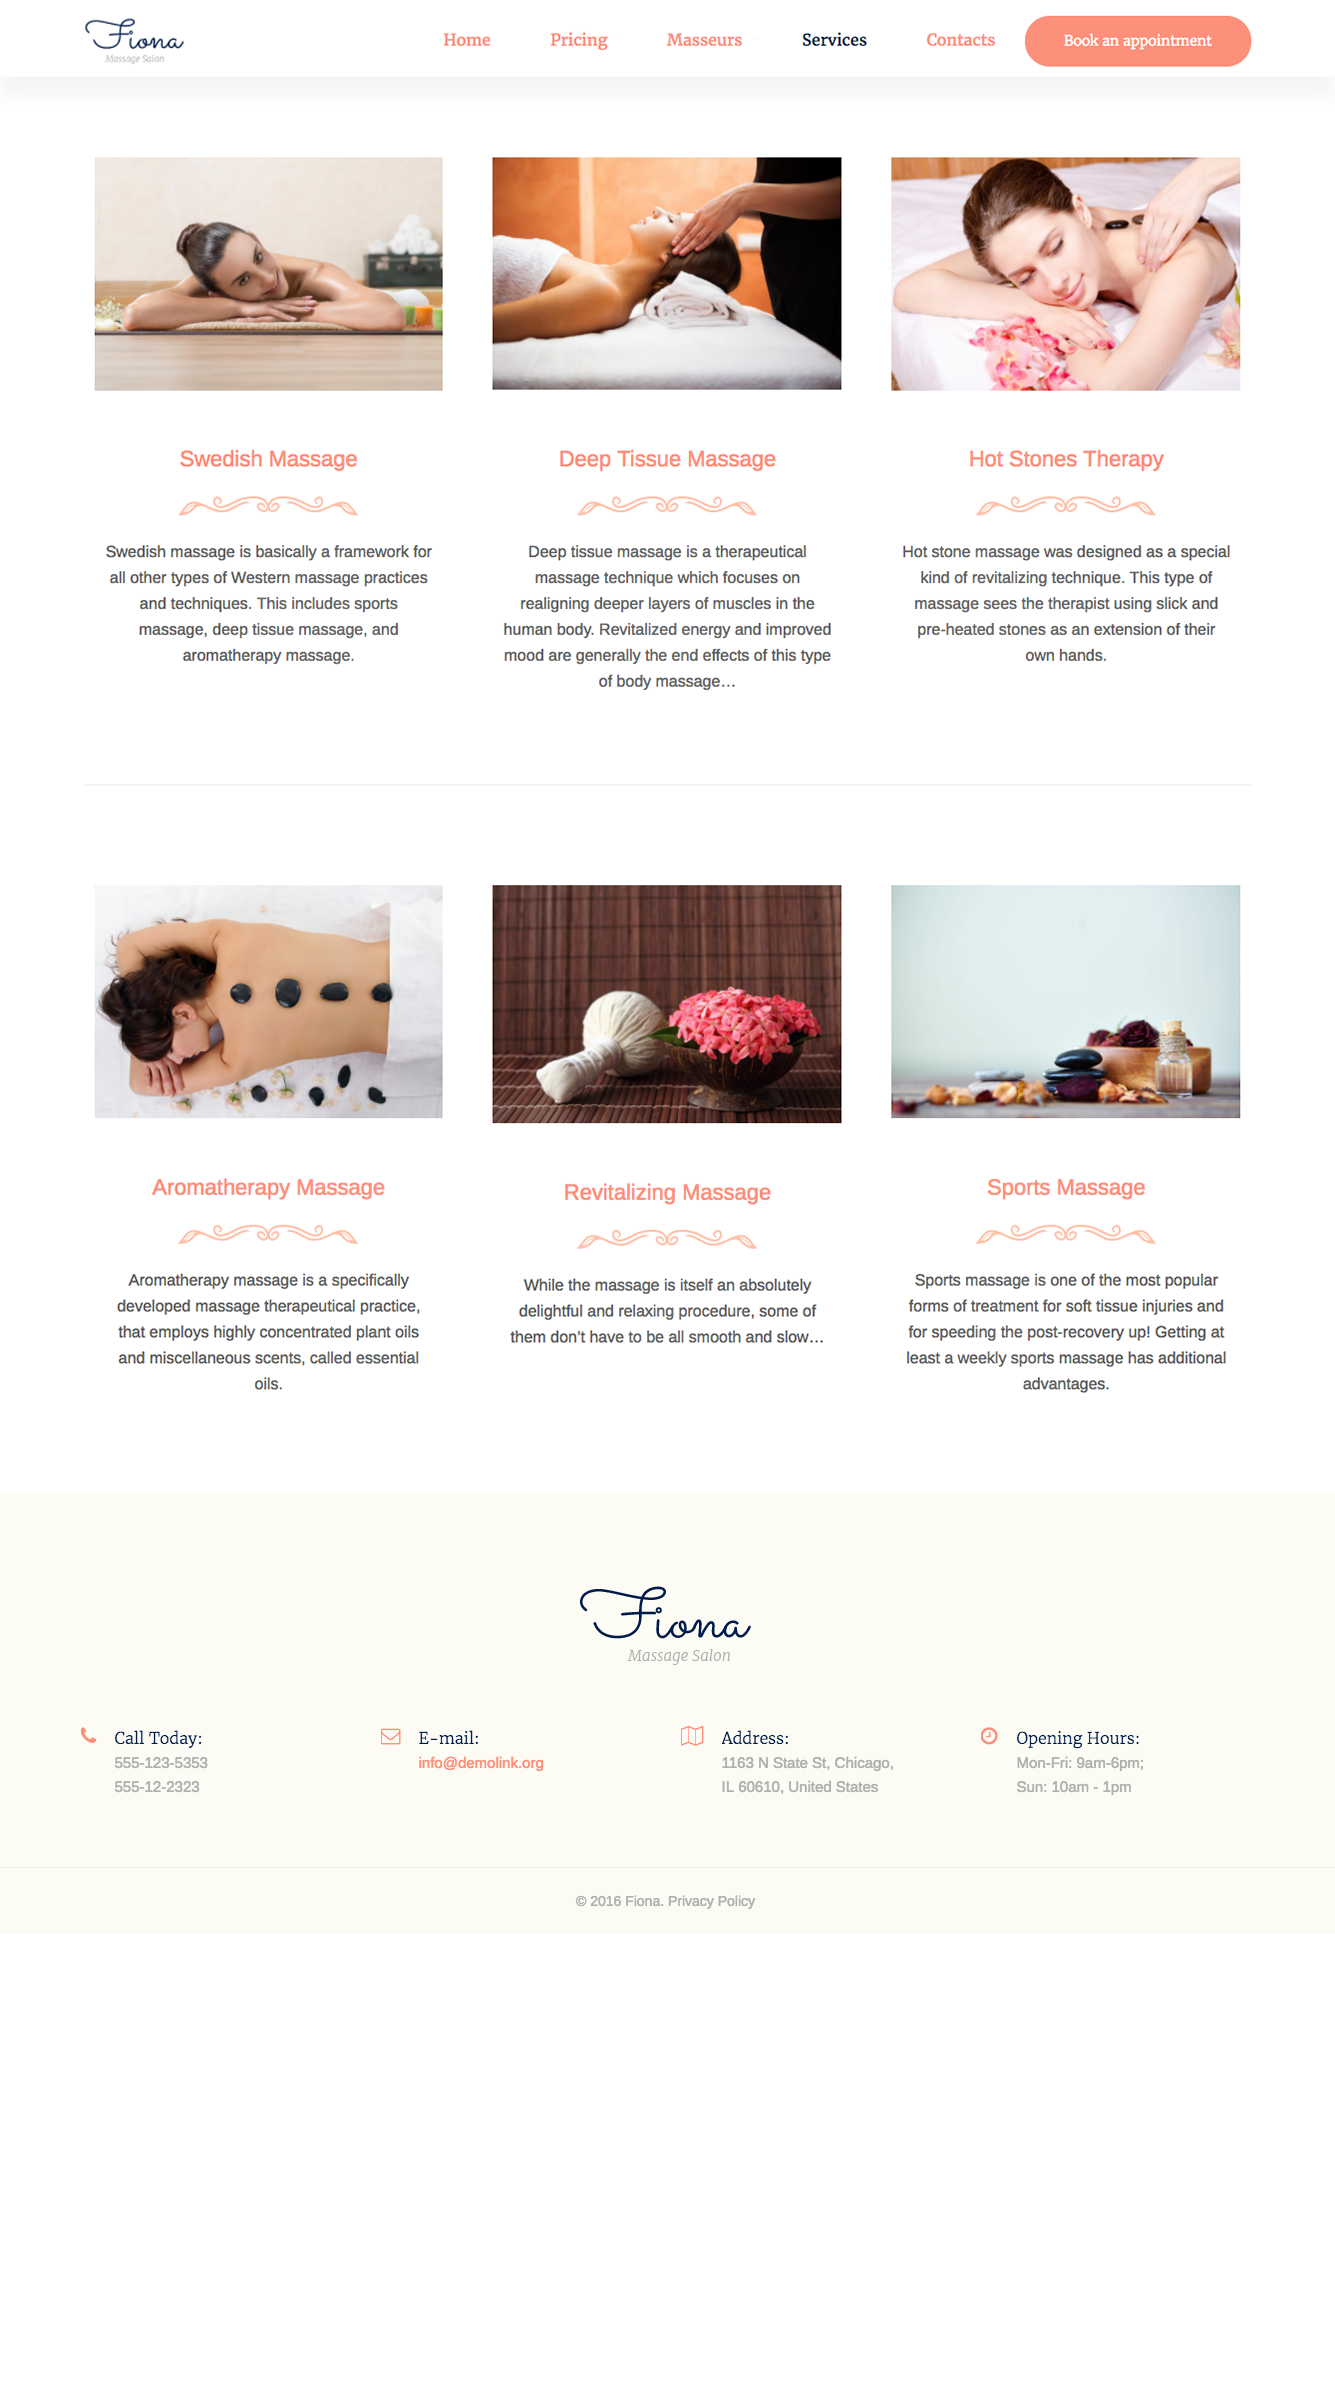 Fiona
Massage Salon
Home
Pricing
Masseurs
Services
Contacts
Book an appointment
Swedish Massage
Swedish massage is basically a framework for
all other types of Western massage practices
and techniques. This includes sports
massage, deep tissue massage, and
aromatherapy massage.
Deep Tissue Massage
Deep tissue massage is a therapeutical
massage technique which focuses on
realigning deeper layers of muscles in the
human body. Revitalized energy and improved
mood are generally the end effects of this type
of body massage…
Hot Stones Therapy
Hot stone massage was designed as a special
kind of revitalizing technique. This type of
massage sees the therapist using slick and
pre-heated stones as an extension of their
own hands.
Aromatherapy Massage
Aromatherapy massage is a specifically
developed massage therapeutical practice,
that employs highly concentrated plant oils
and miscellaneous scents, called essential
oils.
Revitalizing Massage
While the massage is itself an absolutely
delightful and relaxing procedure, some of
them don’t have to be all smooth and slow…
Sports Massage
Sports massage is one of the most popular
forms of treatment for soft tissue injuries and
for speeding the post-recovery up! Getting at
least a weekly sports massage has additional
advantages.
Fiona
Massage Salon
Call Today:
555-123-5353
555-12-2323
E-mail:
info@demolink.org
Address:
1163 N State St, Chicago,
IL 60610, United States
Opening Hours:
Mon-Fri: 9am-6pm;
Sun: 10am - 1pm
© 2016 Fiona. Privacy Policy